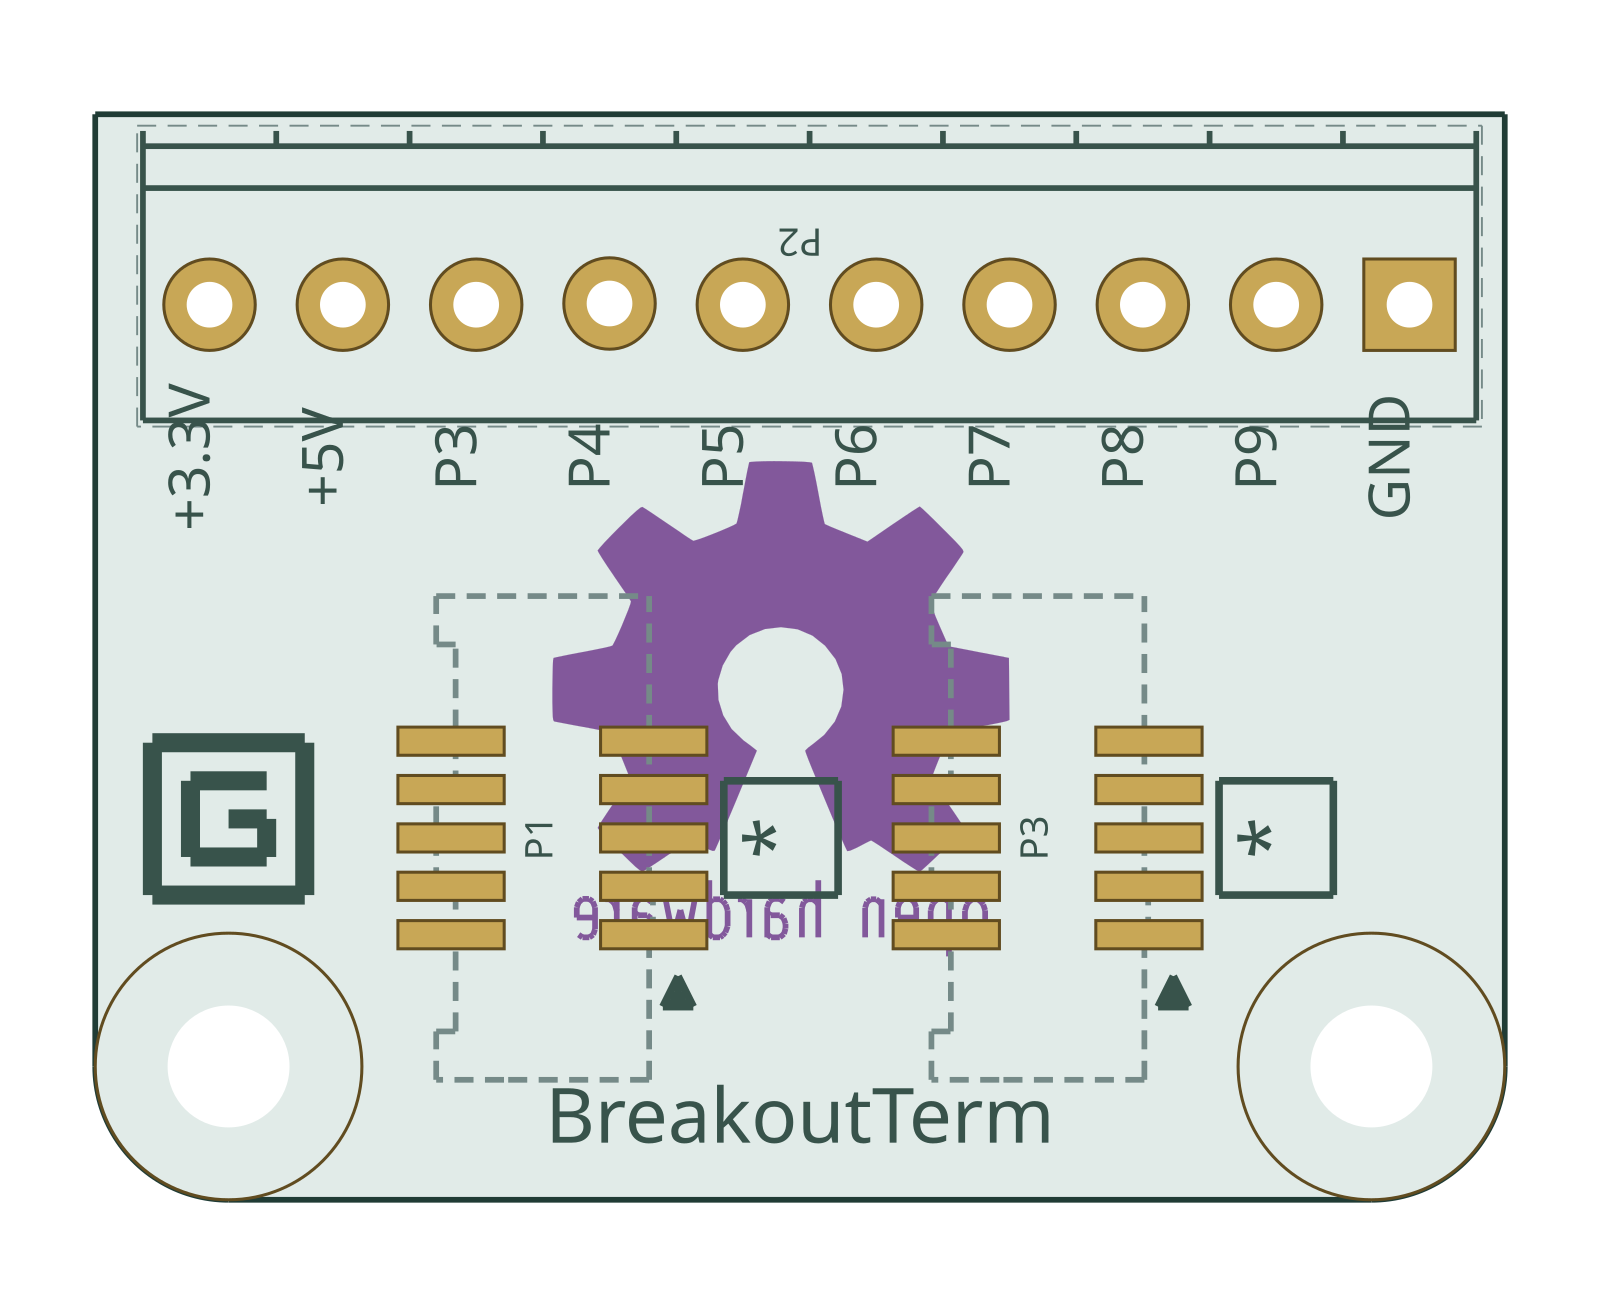 P2
+3.3V
+5V
P3
P4
P5
P6
P7
P8
P9
GND
G
P1
*
P3
*
open hardware
BreakoutTerm